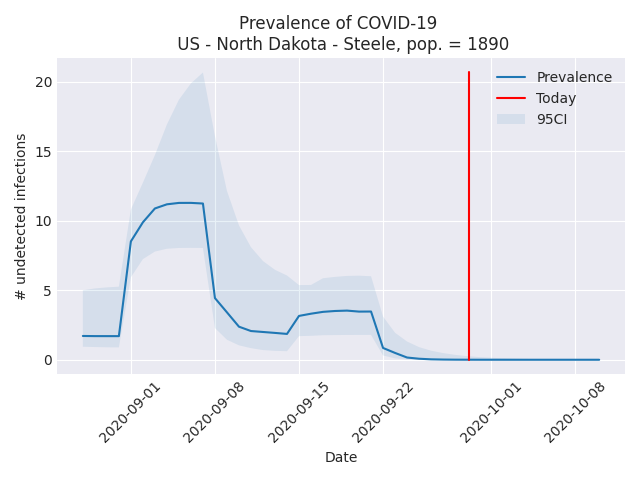 Prevalence of COVID-19
US - North Dakota - Steele, pop. = 1890
Prevalence
Today
95CI
# undetected infections
20
15
10
5
0
2020-09-01
2020-09-08
2020-09-15
2020-09-22
2020-10-01
2020-10-08
Date